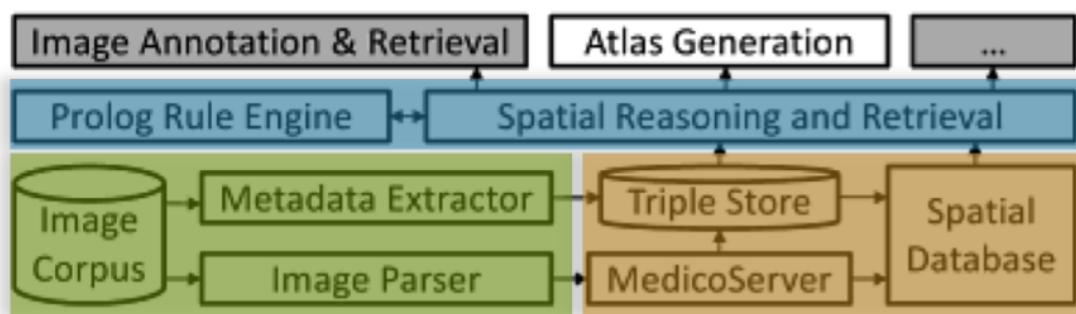 Image Annotation & Retrieval
Atlas Generation
...
Prolog Rule Engine
Spatial Reasoning and Retrieval
Image
Corpus
Metadata Extractor
Image Parser
Triple Store
MedicoServer
Spatial
Database